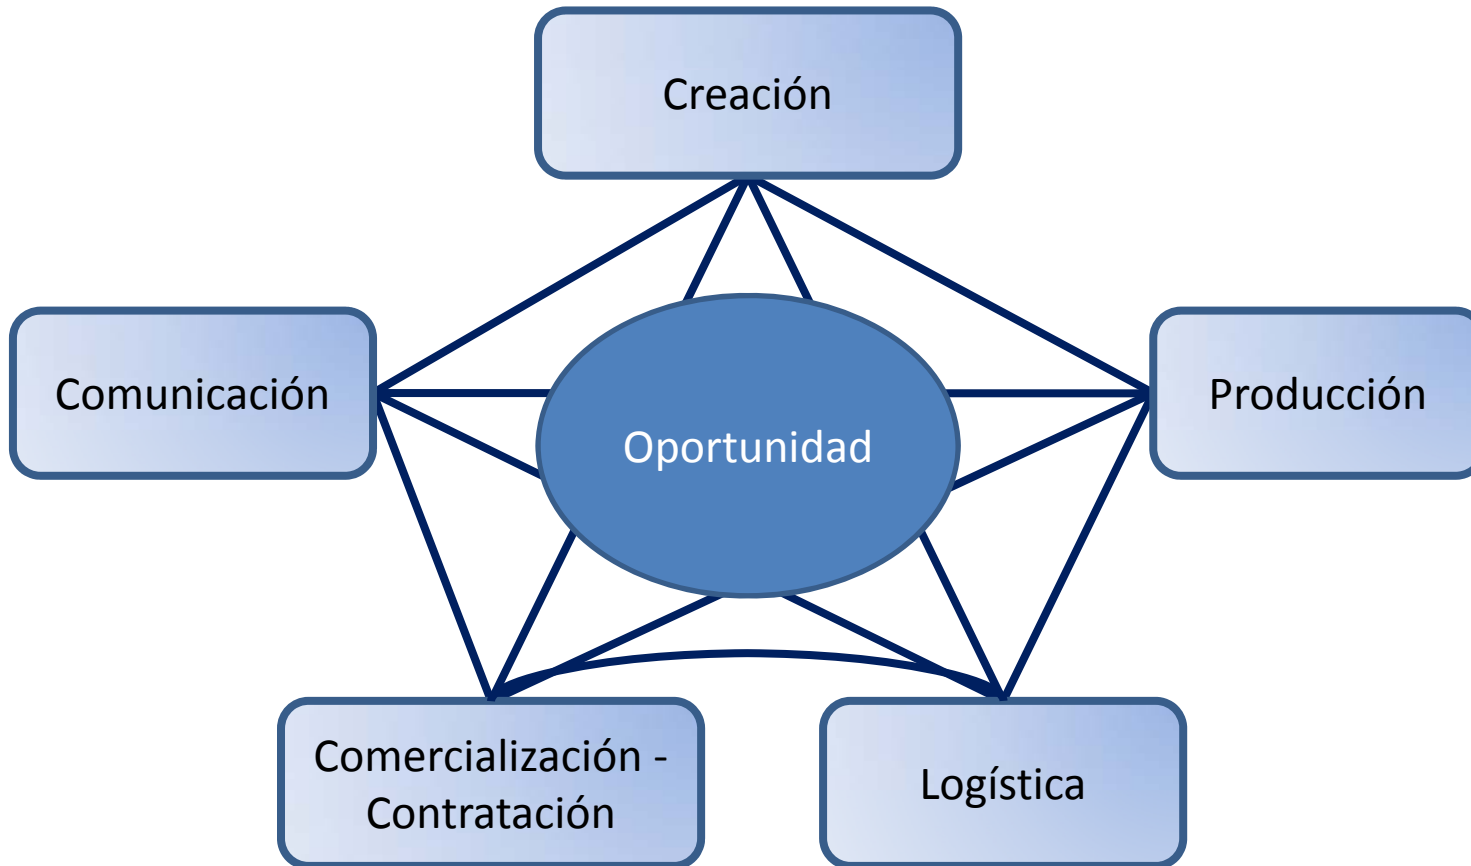 Creación
Comunicación
Producción
Oportunidad
Comercialización -
Contratación
Logística